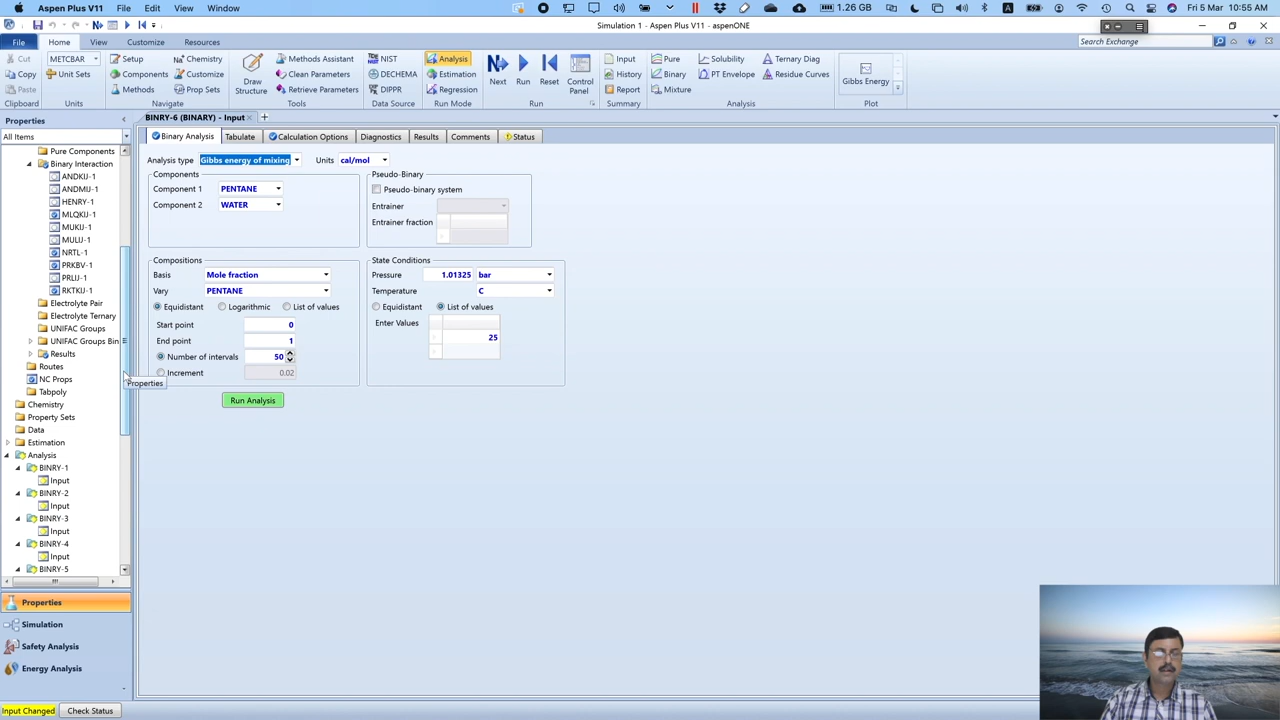 Aspen Plus V11 File Edit View Window
1.26 GB Fri 5 Mar 10:55 AM
Simulation 1 - Aspen Plus V11 - aspenONE
File Home View Customize Resources
Search Exchange
Cut METCBAR Setup Chemistry Methods Assistant NIST Analysis Input Pure Solubility Ternary Diag
Copy Unit Sets Components Customize Draw Structure Clean Parameters DECHEMA Estimation Next Run Reset Control Panel History Binary PT Envelope Residue Curves Gibbs Energy
Paste Methods Prop Sets Retrieve Parameters DIPPR Regression Report Mixture
Clipboard Units Navigate Tools Data Source Run Mode Run Summary Analysis Plot
Properties
All Items
Pure Components
Binary Interaction
ANDKIJ-1
ANDMIJ-1
HENRY-1
MLQKIJ-1
MUKIJ-1
MULIJ-1
NRTL-1
PRKBV-1
PRLIJ-1
RKTKIJ-1
Electrolyte Pair
Electrolyte Ternary
UNIFAC Groups
UNIFAC Groups Bin
Results
Routes
NC Props
Tabpoly
Chemistry
Property Sets
Data
Estimation
Analysis
BINRY-1
Input
BINRY-2
Input
BINRY-3
Input
BINRY-4
Input
BINRY-5
Properties
Properties
Simulation
Safety Analysis
Energy Analysis
BINRY-6 (BINARY) - Input
Binary Analysis Tabulate Calculation Options Diagnostics Results Comments Status
Analysis type Gibbs energy of mixing Units cal/mol
Components
Component 1 PENTANE
Component 2 WATER
Pseudo-Binary
Pseudo-binary system
Entrainer
Entrainer fraction
Compositions
Basis Mole fraction
Vary PENTANE
Equidistant Logarithmic List of values
Start point 0
End point 1
Number of intervals 50
Increment 0.02
State Conditions
Pressure 1.01325 bar
Temperature C
Equidistant List of values
Enter Values
25
Run Analysis
Input Changed Check Status